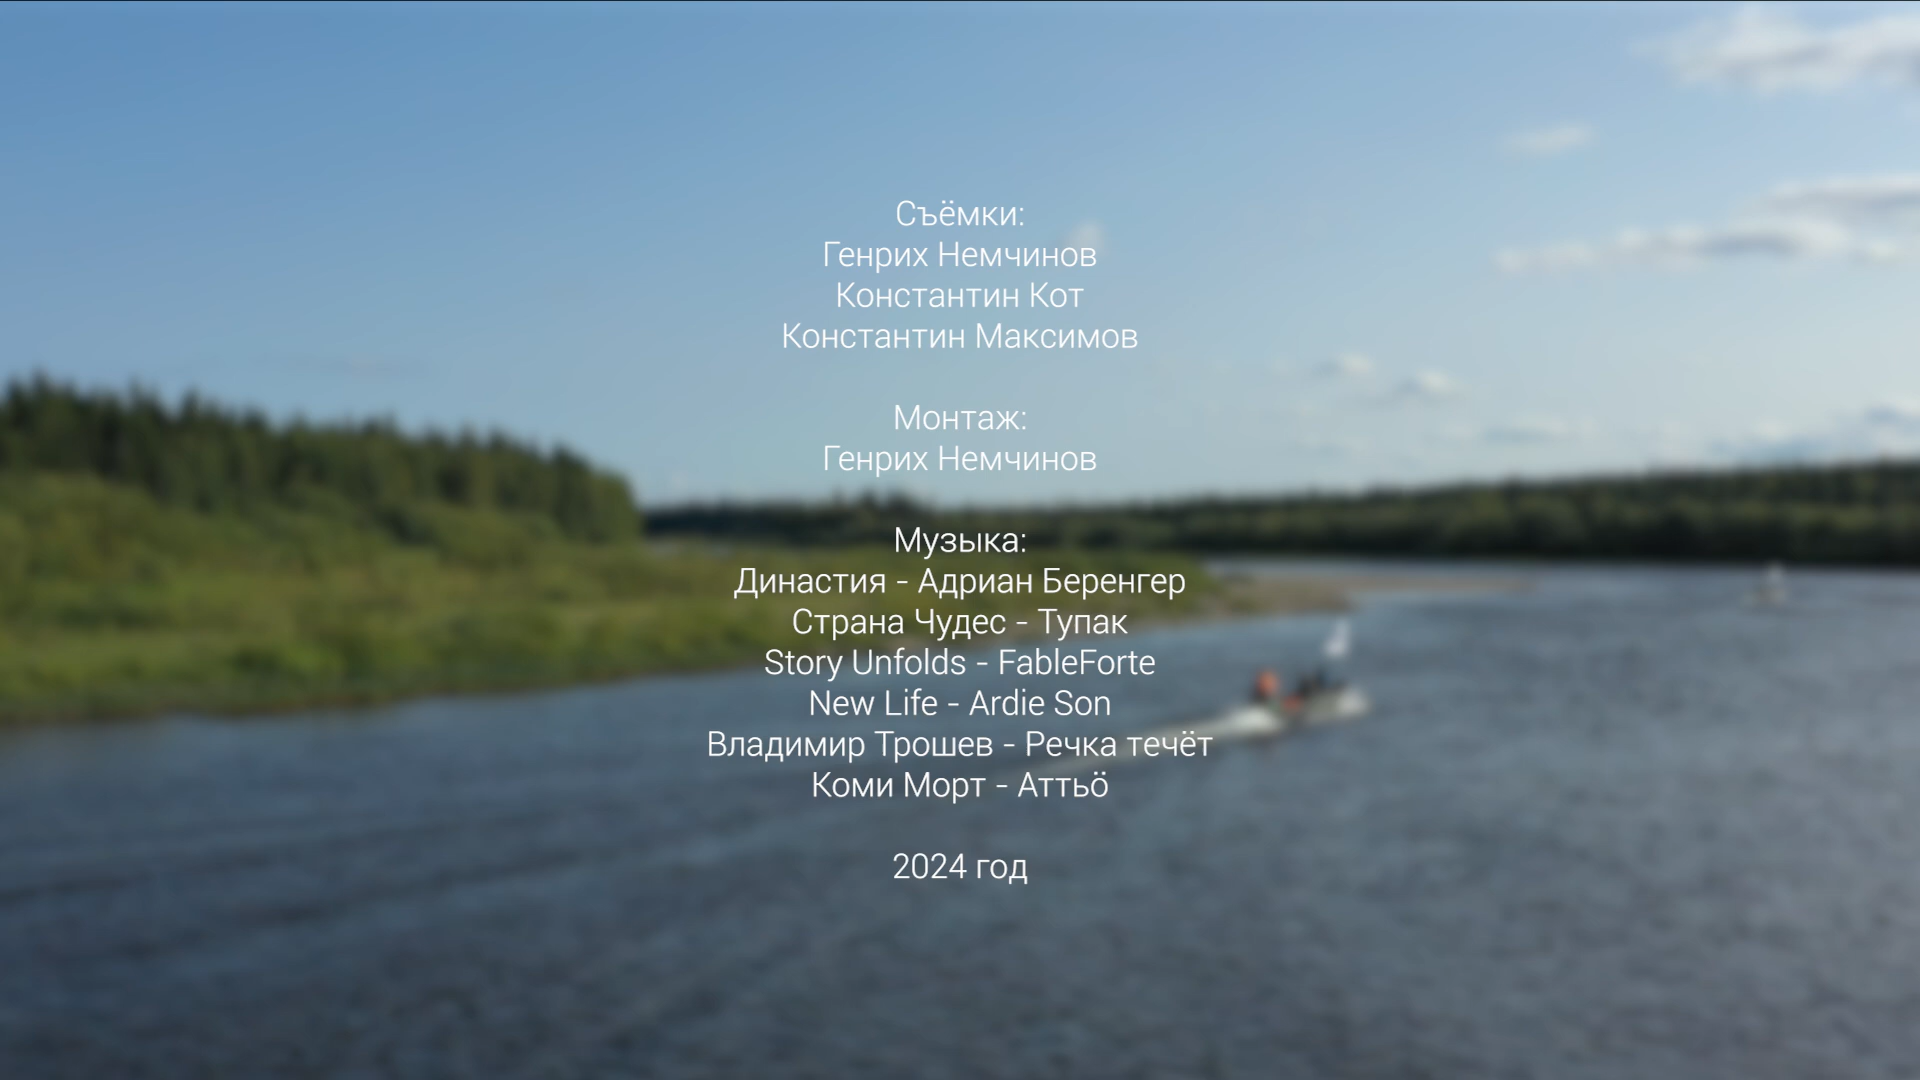 Съёмки:
Генрих Немчинов
Константин Кот
Константин Максимов
Монтаж:
Генрих Немчинов
Музыка:
Династия - Адриан Беренгер
Страна Чудес - Тупак
Story Unfolds - FableForte
New Life - Ardie Son
Владимир Трошев - Речка течёт
Коми Морт - Аттьӧ
2024 год